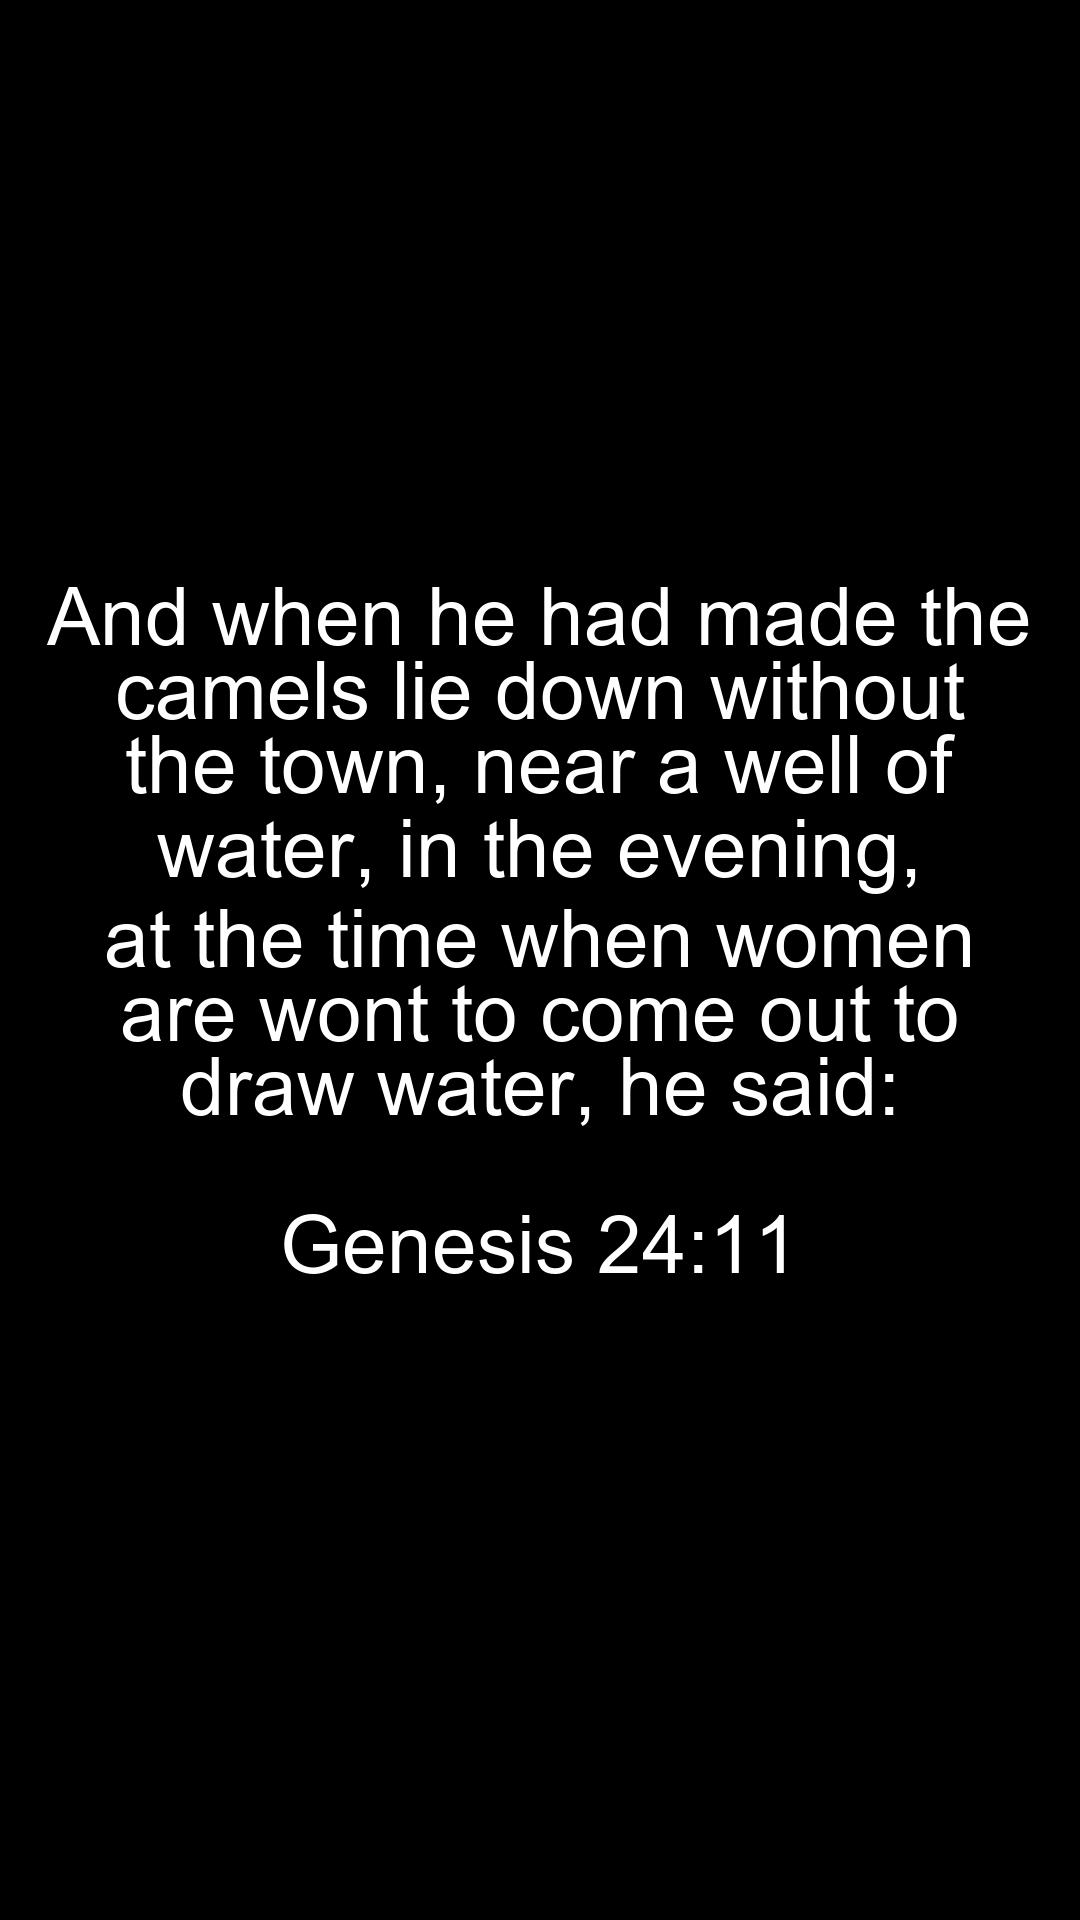 And when he had made the
camels lie down without
the town, near a well of
water, in the evening,
at the time when women
are wont to come out to
draw water, he said:
Genesis 24:11